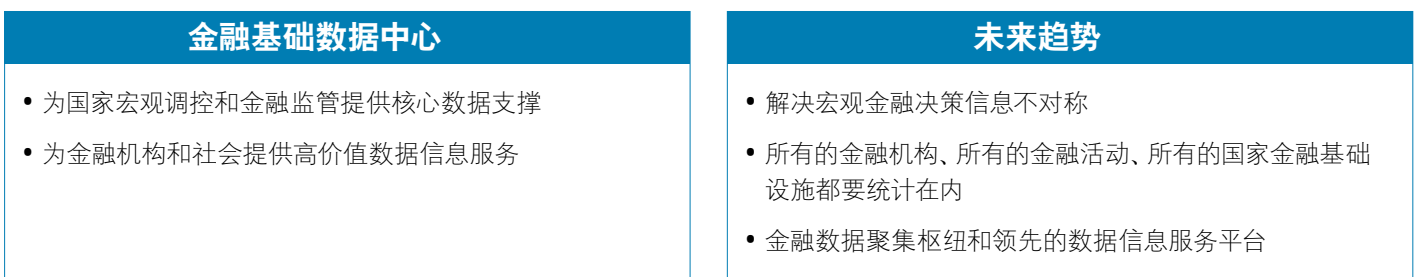 金融基础数据中心
• 为国家宏观调控和金融监管提供核心数据支撑
• 为金融机构和社会提供高价值数据信息服务
未来趋势
• 解决宏观金融决策信息不对称
• 所有的金融机构、所有的金融活动、所有的国家金融基础
设施都要统计在内
• 金融数据聚集枢纽和领先的数据信息服务平台